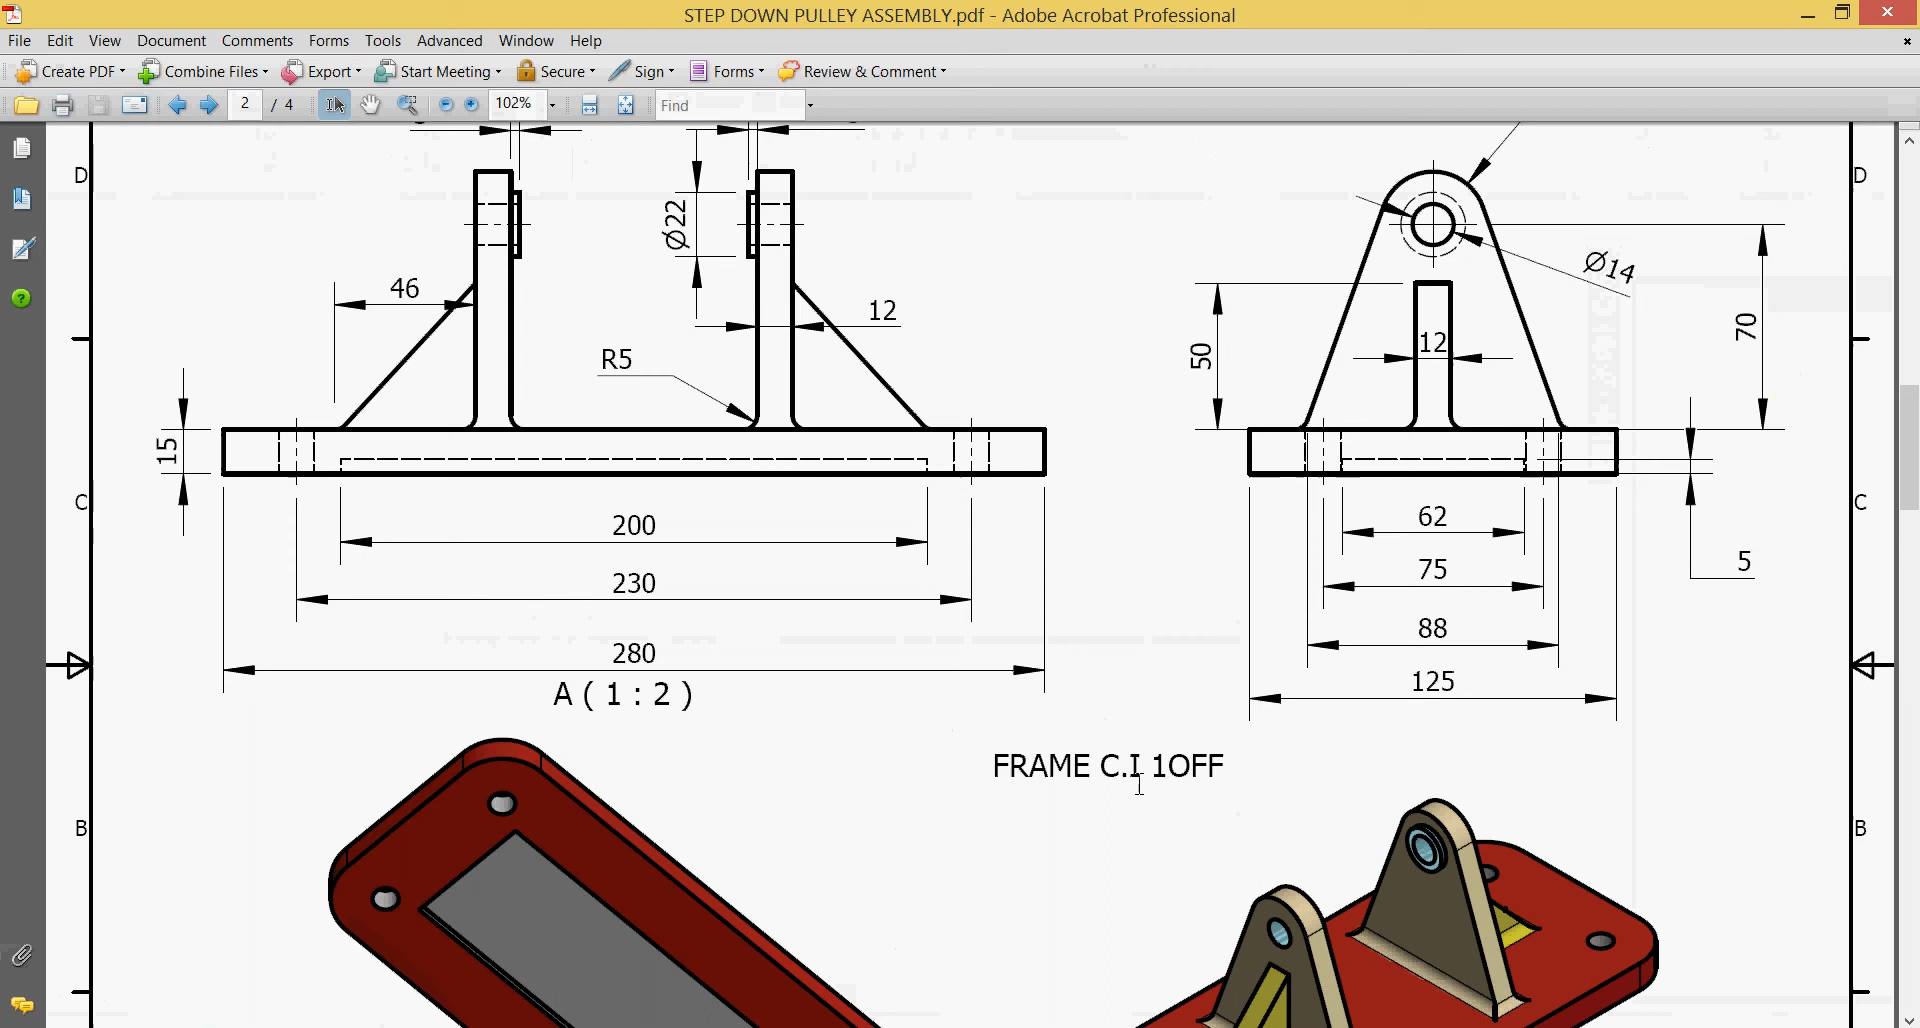 STEP DOWN PULLEY ASSEMBLY.pdf - Adobe Acrobat Professional
File Edit View Document Comments Forms Tools Advanced Window Help
Create PDF Combine Files Export Start Meeting Secure Sign Forms Review & Comment
2 / 4 102% Find
D D
Ø22
Ø14
46
12
70
12
50
R5
15
C C
200
62
5
230
75
88
280
125
A ( 1 : 2 )
FRAME C.I 1OFF
B B